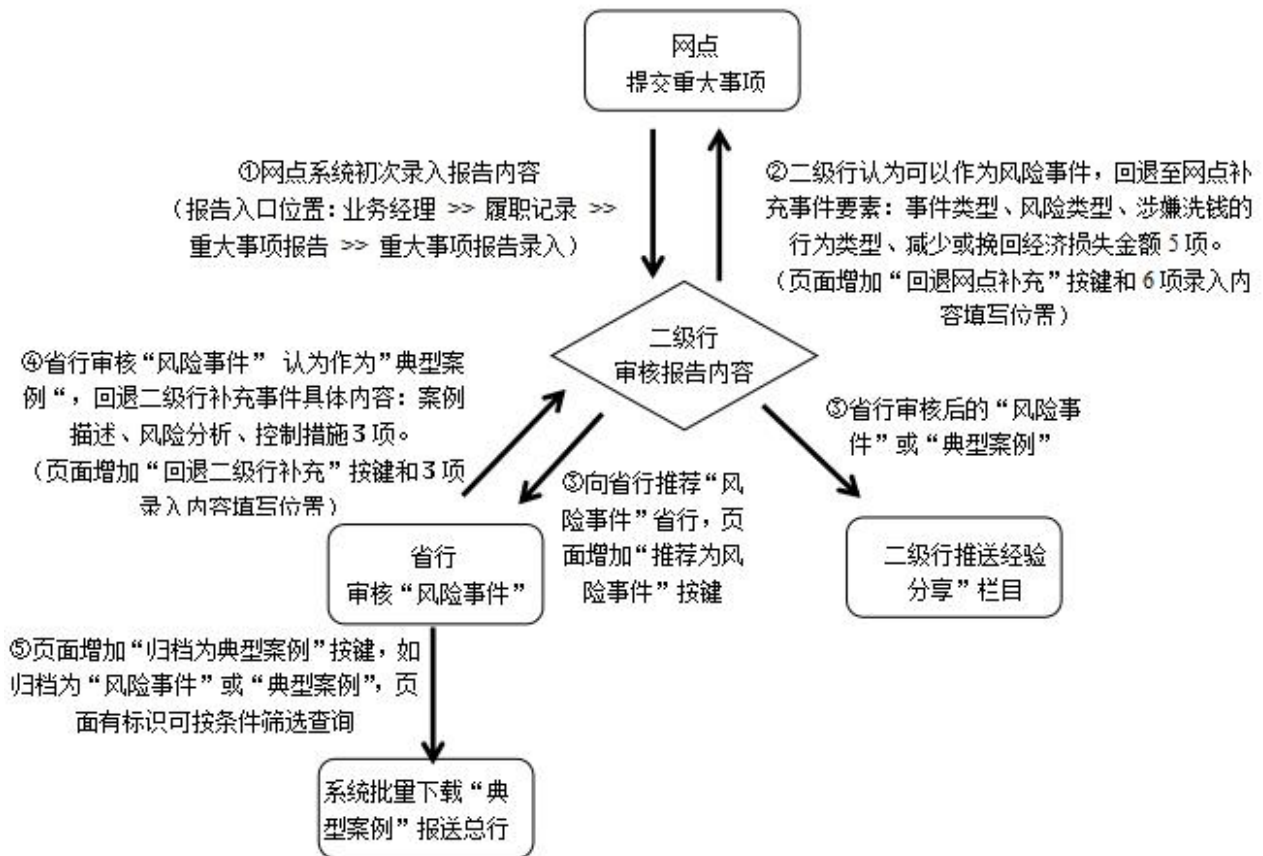 网点
提交重大事项
①网点系统初次录入报告内容
（报告入口位置：业务经理 >> 履职记录 >>
重大事项报告 >> 重大事项报告录入）
②二级行认为可以作为风险事件，回退至网点补
充事件要素：事件类型、风险类型、涉嫌洗钱的
行为类型、减少或挽回经济损失金额 5 项。
（页面增加“回退网点补充”按键和 6 项录入内
容填写位置）
二级行
审核报告内容
④省行审核“风险事件” 认为作为”典型案
例“，回退二级行补充事件具体内容：案例
描述、风险分析、控制措施 3 项。
（页面增加“回退二级行补充”按键和 3 项
录入内容填写位置）
③向省行推荐“风
险事件”省行，页
面增加“推荐为风
险事件”按键
③省行审核后的“风险事
件”或“典型案例”
省行
审核“风险事件”
二级行推送经验
分享”栏目
⑤页面增加“归档为典型案例”按键，如
归档为“风险事件”或“典型案例”，页
面有标识可按条件筛选查询
系统批量下载“典
型案例”报送总行